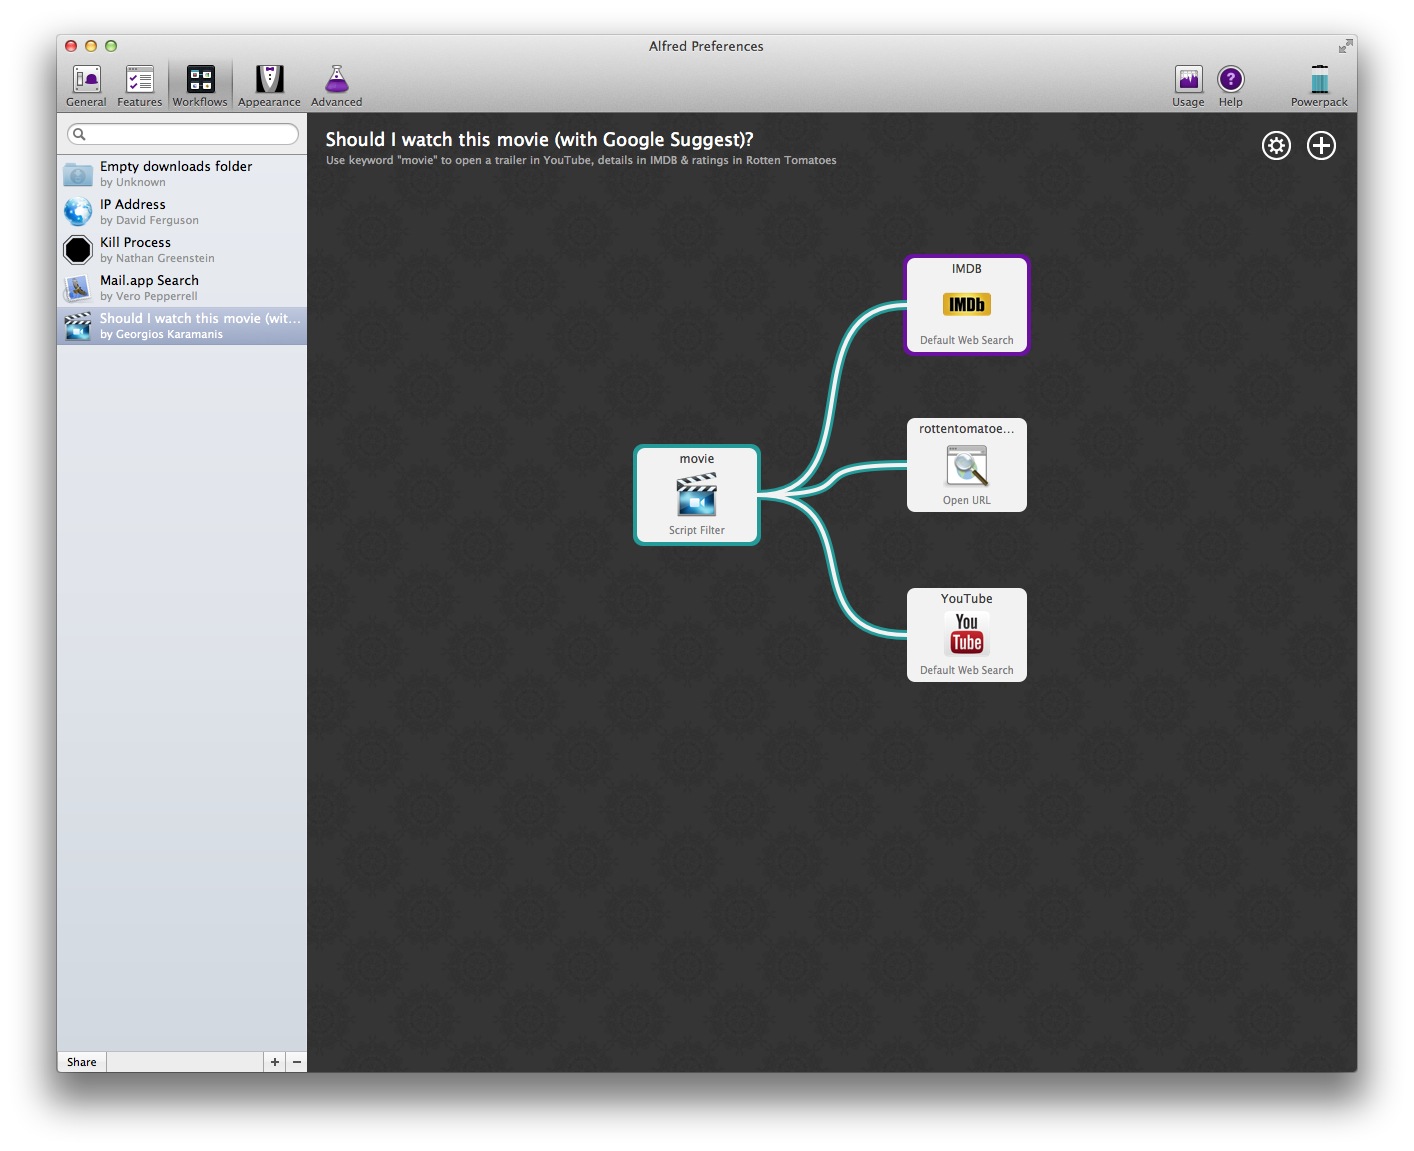 Alfred Preferences
General
Features
Workflows
Appearance
Advanced
Usage
Help
Powerpack
Empty downloads folder
by Unknown
IP Address
by David Ferguson
Kill Process
by Nathan Greenstein
Mail.app Search
by Vero Pepperrell
Should I watch this movie (wit...
by Georgios Karamanis
Share
Should I watch this movie (with Google Suggest)?
Use keyword "movie" to open a trailer in YouTube, details in IMDB & ratings in Rotten Tomatoes
IMDB
IMDb
Default Web Search
movie
Script Filter
rottentomatoe...
Open URL
YouTube
You
Tube
Default Web Search